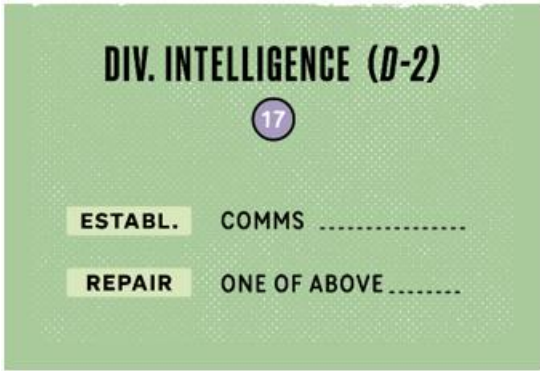 DIV. INTELLIGENCE (D-2)
17
ESTABL. COMMS ................
REPAIR ONE OF ABOVE ........